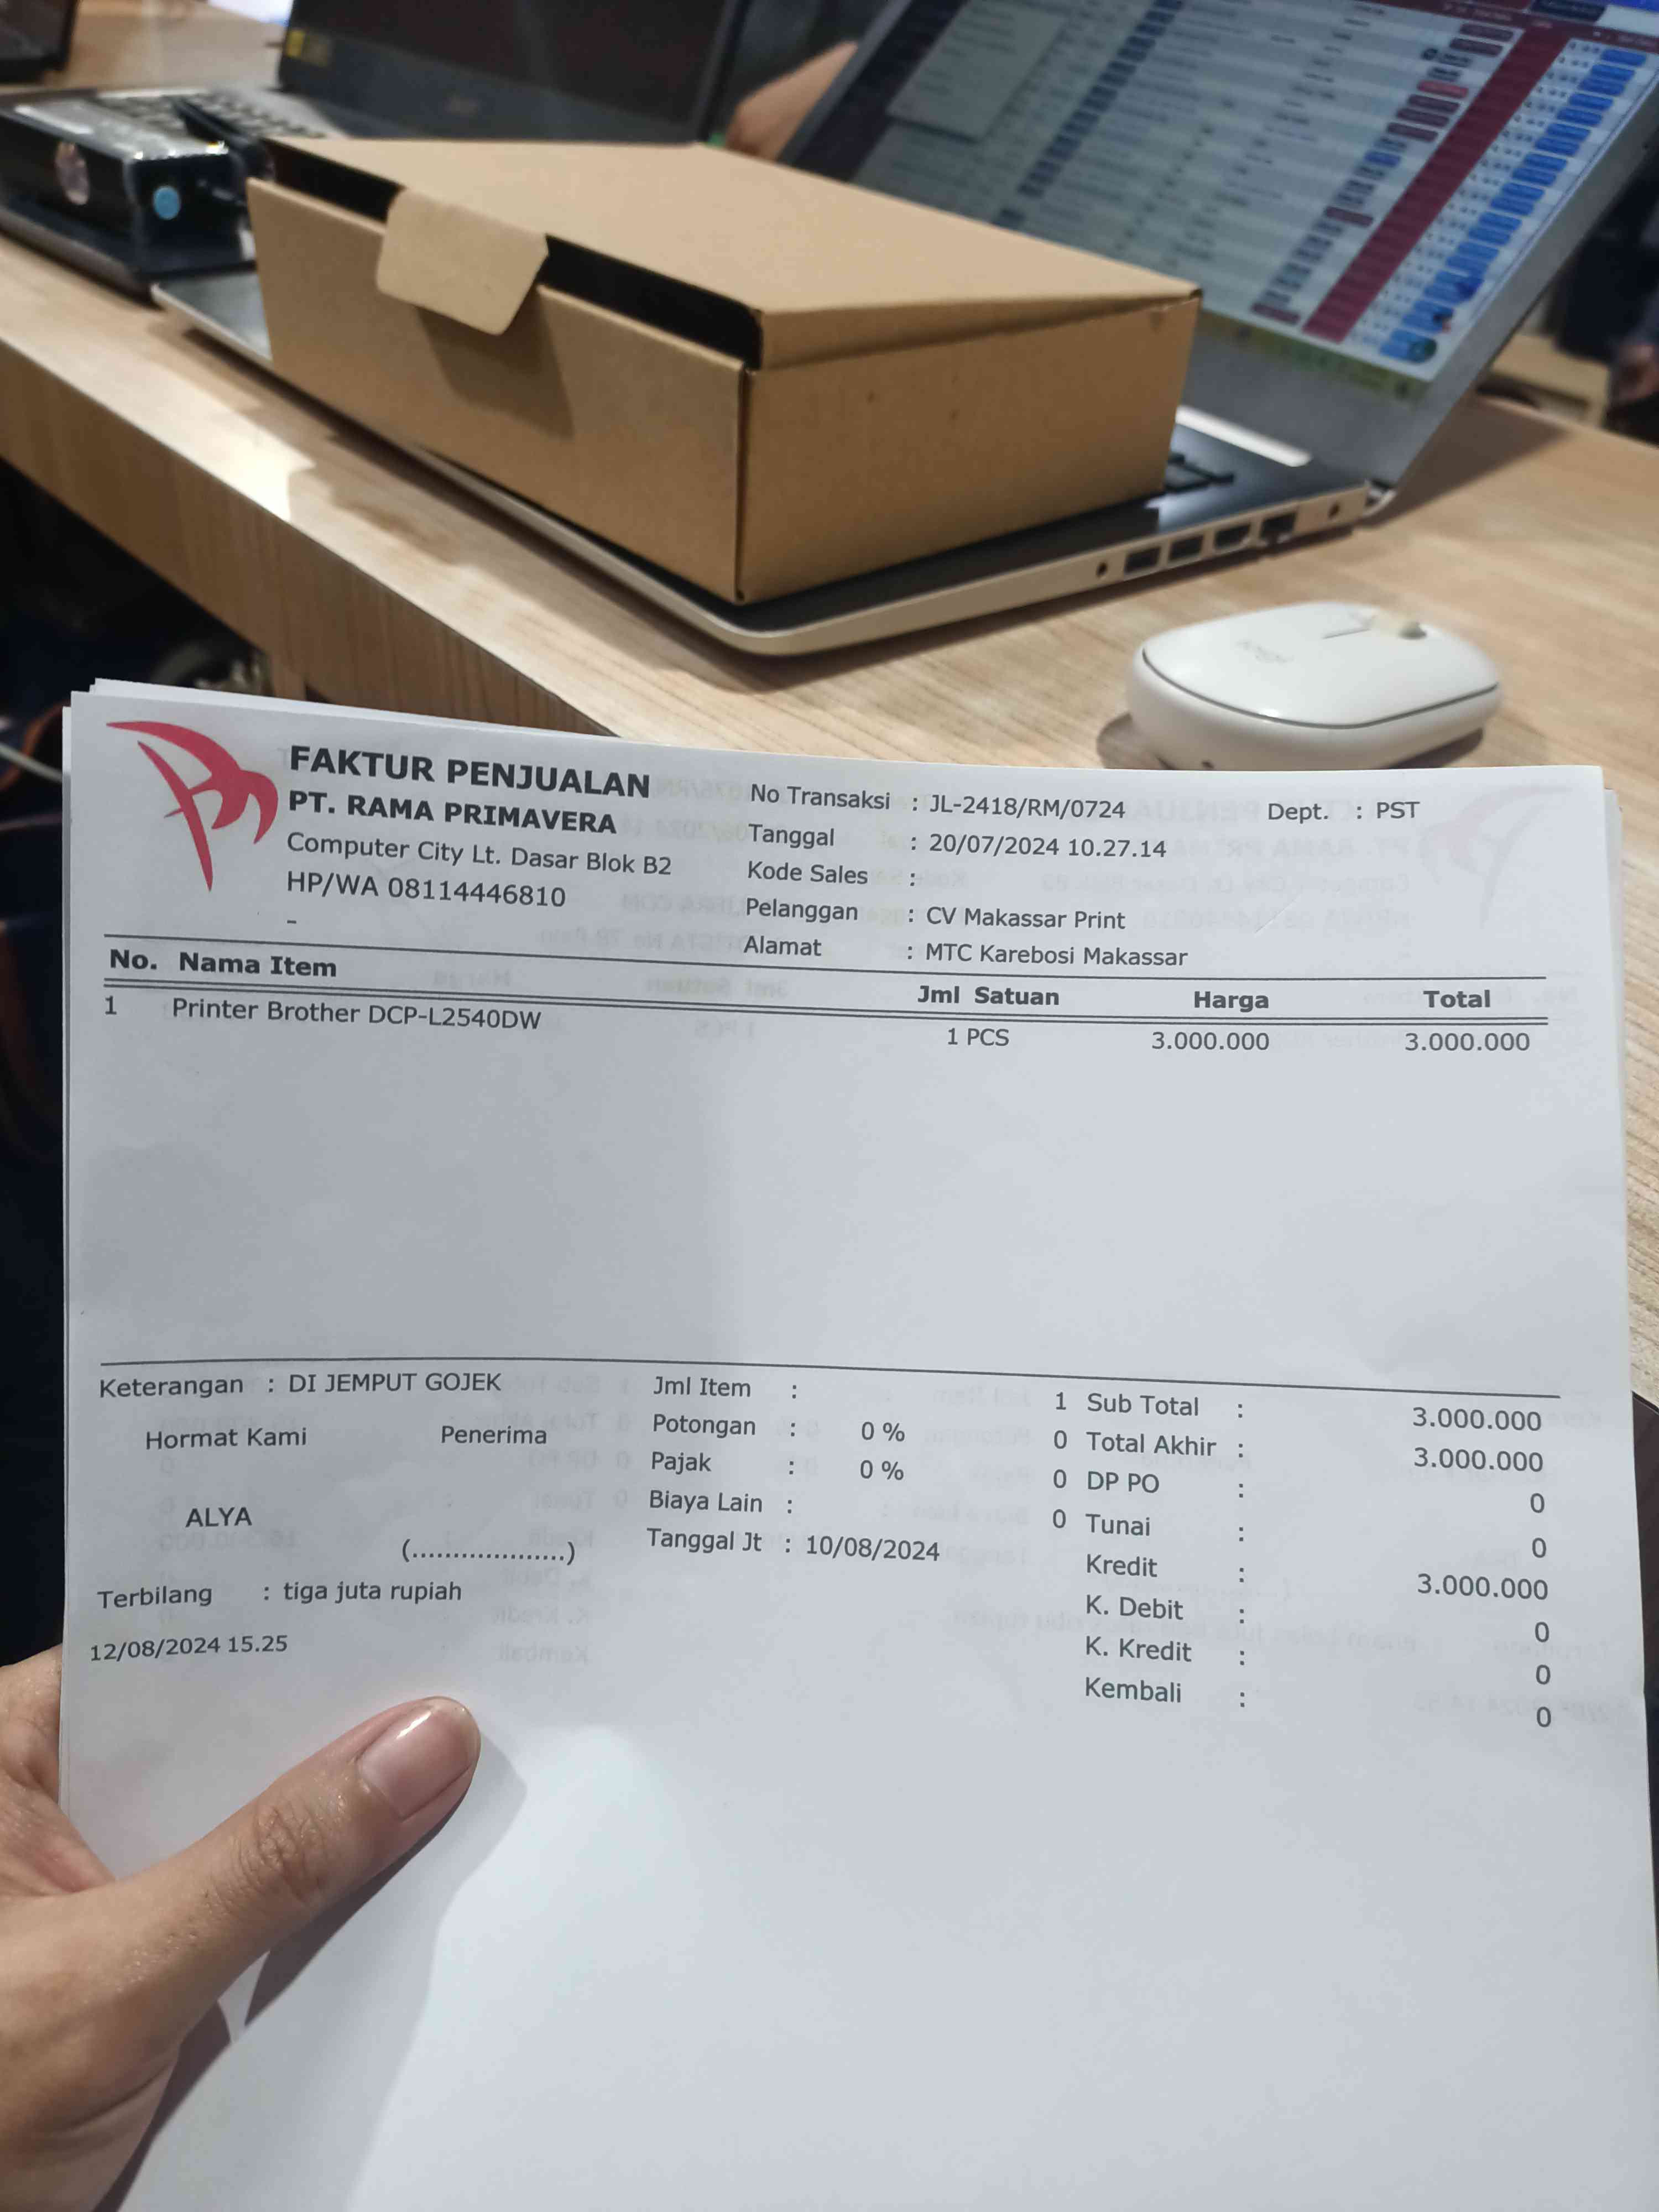 FAKTUR PENJUALAN
PT. RAMA PRIMAVERA
Computer City Lt. Dasar Blok B2
HP/WA 08114446810
-
No Transaksi : JL-2418/RM/0724 Dept. : PST
Tanggal : 20/07/2024 10.27.14
Kode Sales :
Pelanggan : CV Makassar Print
Alamat : MTC Karebosi Makassar
No. Nama Item Jml Satuan Harga Total
1 Printer Brother DCP-L2540DW 1 PCS 3.000.000 3.000.000
Keterangan : DI JEMPUT GOJEK
Hormat Kami Penerima
ALYA
(...................)
Terbilang : tiga juta rupiah
12/08/2024 15.25
Jml Item : 1
Potongan : 0 % 0
Pajak : 0 % 0
Biaya Lain : 0
Tanggal Jt : 10/08/2024
Sub Total : 3.000.000
Total Akhir : 3.000.000
DP PO : 0
Tunai : 0
Kredit : 3.000.000
K. Debit : 0
K. Kredit : 0
Kembali : 0